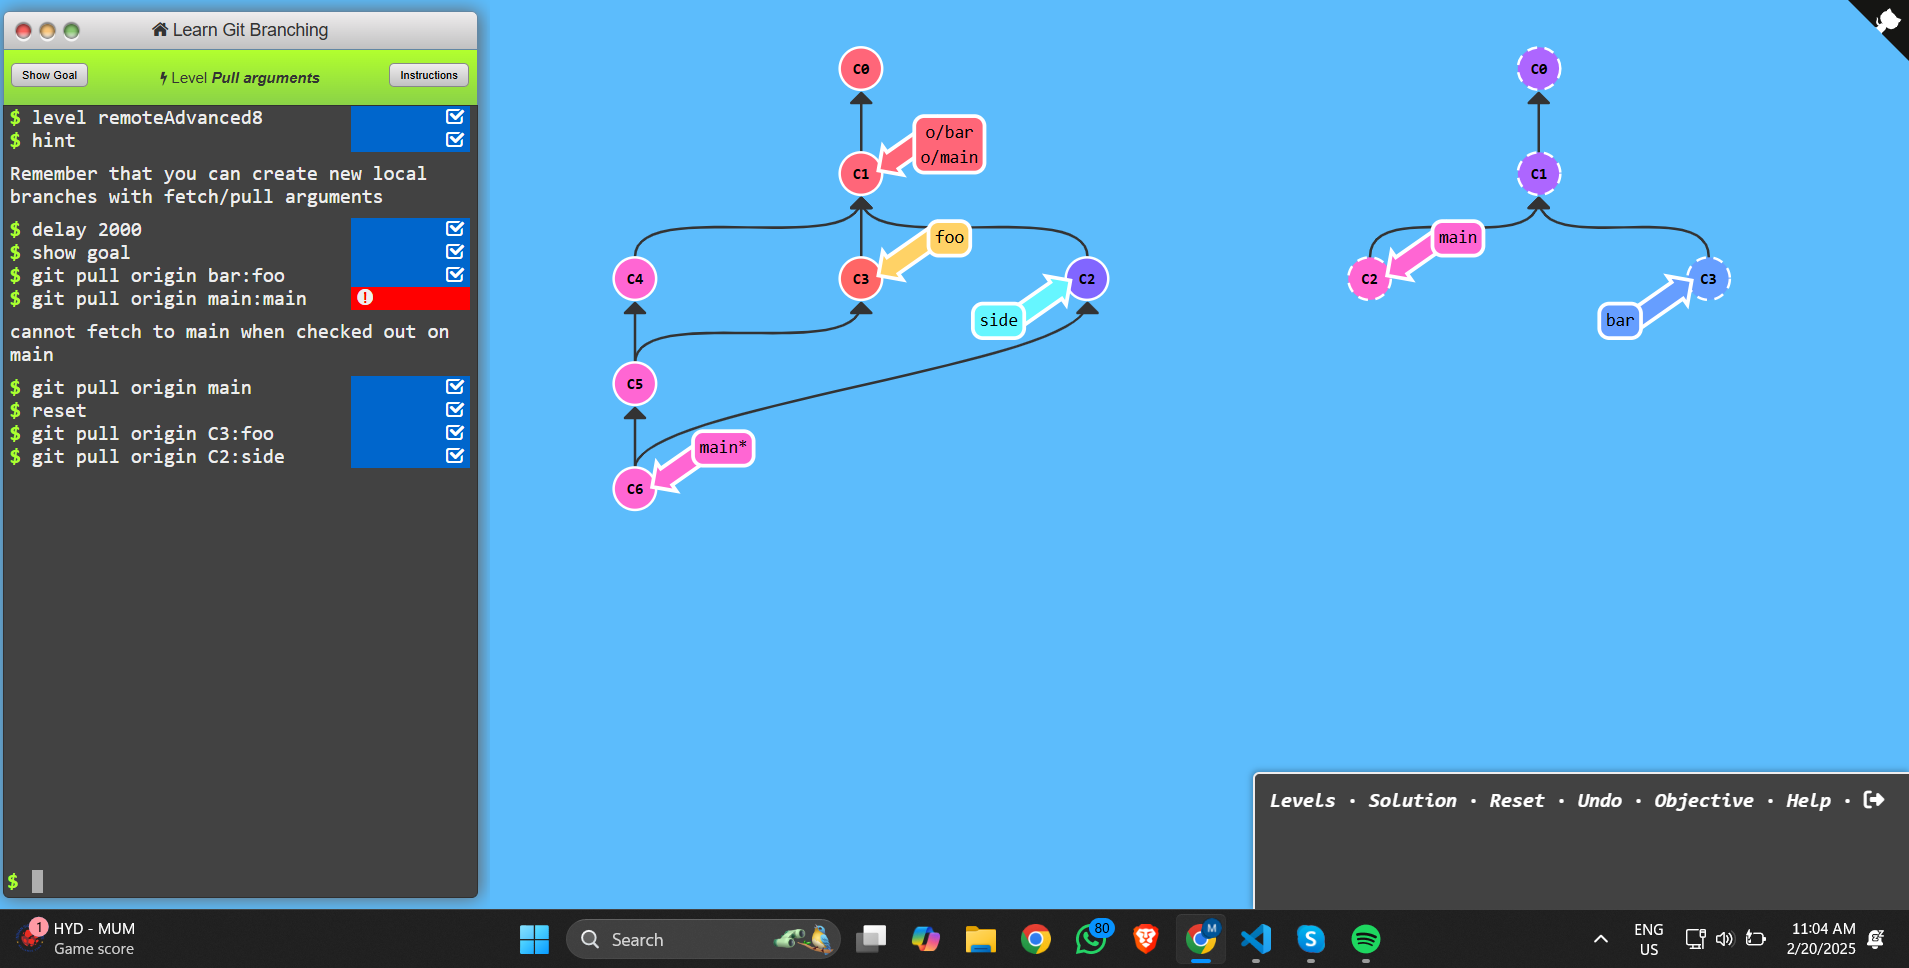 Learn Git Branching
Show Goal
Level Pull arguments
Instructions
$ level remoteAdvanced8
$ hint
Remember that you can create new local
branches with fetch/pull arguments
$ delay 2000
$ show goal
$ git pull origin bar:foo
$ git pull origin main:main
cannot fetch to main when checked out on
main
$ git pull origin main
$ reset
$ git pull origin C3:foo
$ git pull origin C2:side
$
C0
o/bar
o/main
C1
foo
C4
C3
C2
side
C5
main*
C6
C0
C1
main
C2
C3
bar
Levels · Solution · Reset · Undo · Objective · Help ·
1
HYD - MUM
Game score
Search
80
M
S
ENG
US
11:04 AM
2/20/2025